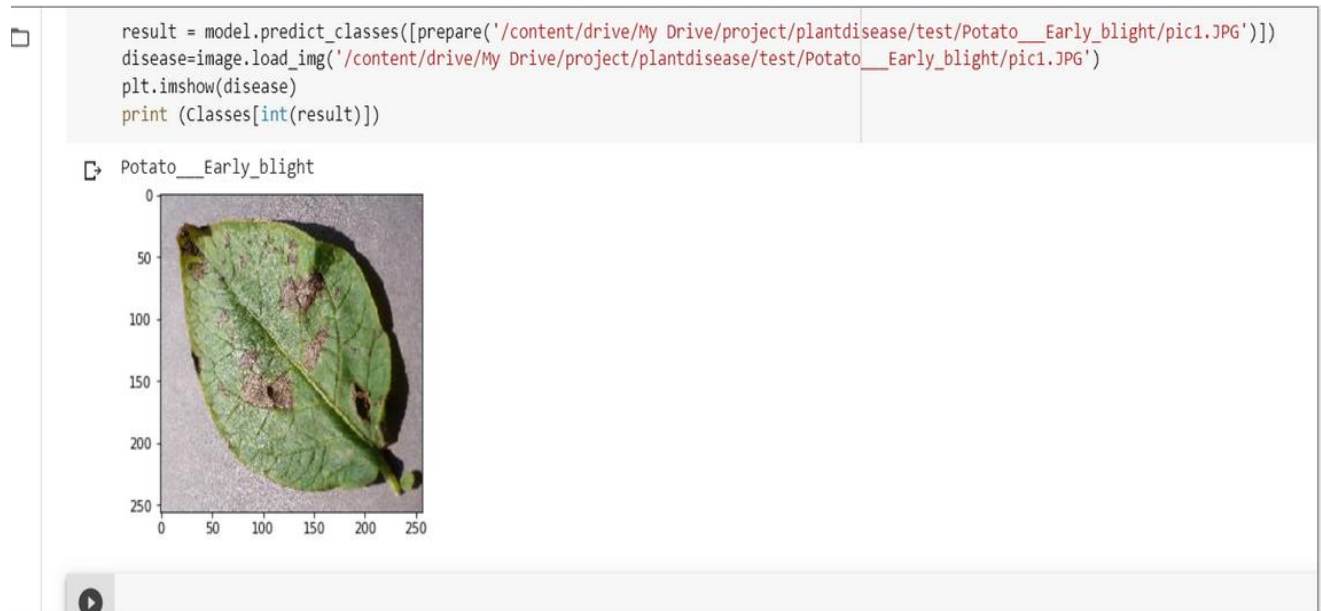 result = model.predict_classes([prepare('/content/drive/My Drive/project/plantdisease/test/Potato___Early_blight/pic1.JPG')])
disease=image.load_img('/content/drive/My Drive/project/plantdisease/test/Potato___Early_blight/pic1.JPG')
plt.imshow(disease)
print (Classes[int(result)])
Potato___Early_blight
0
50
100
150
200
250
0 50 100 150 200 250